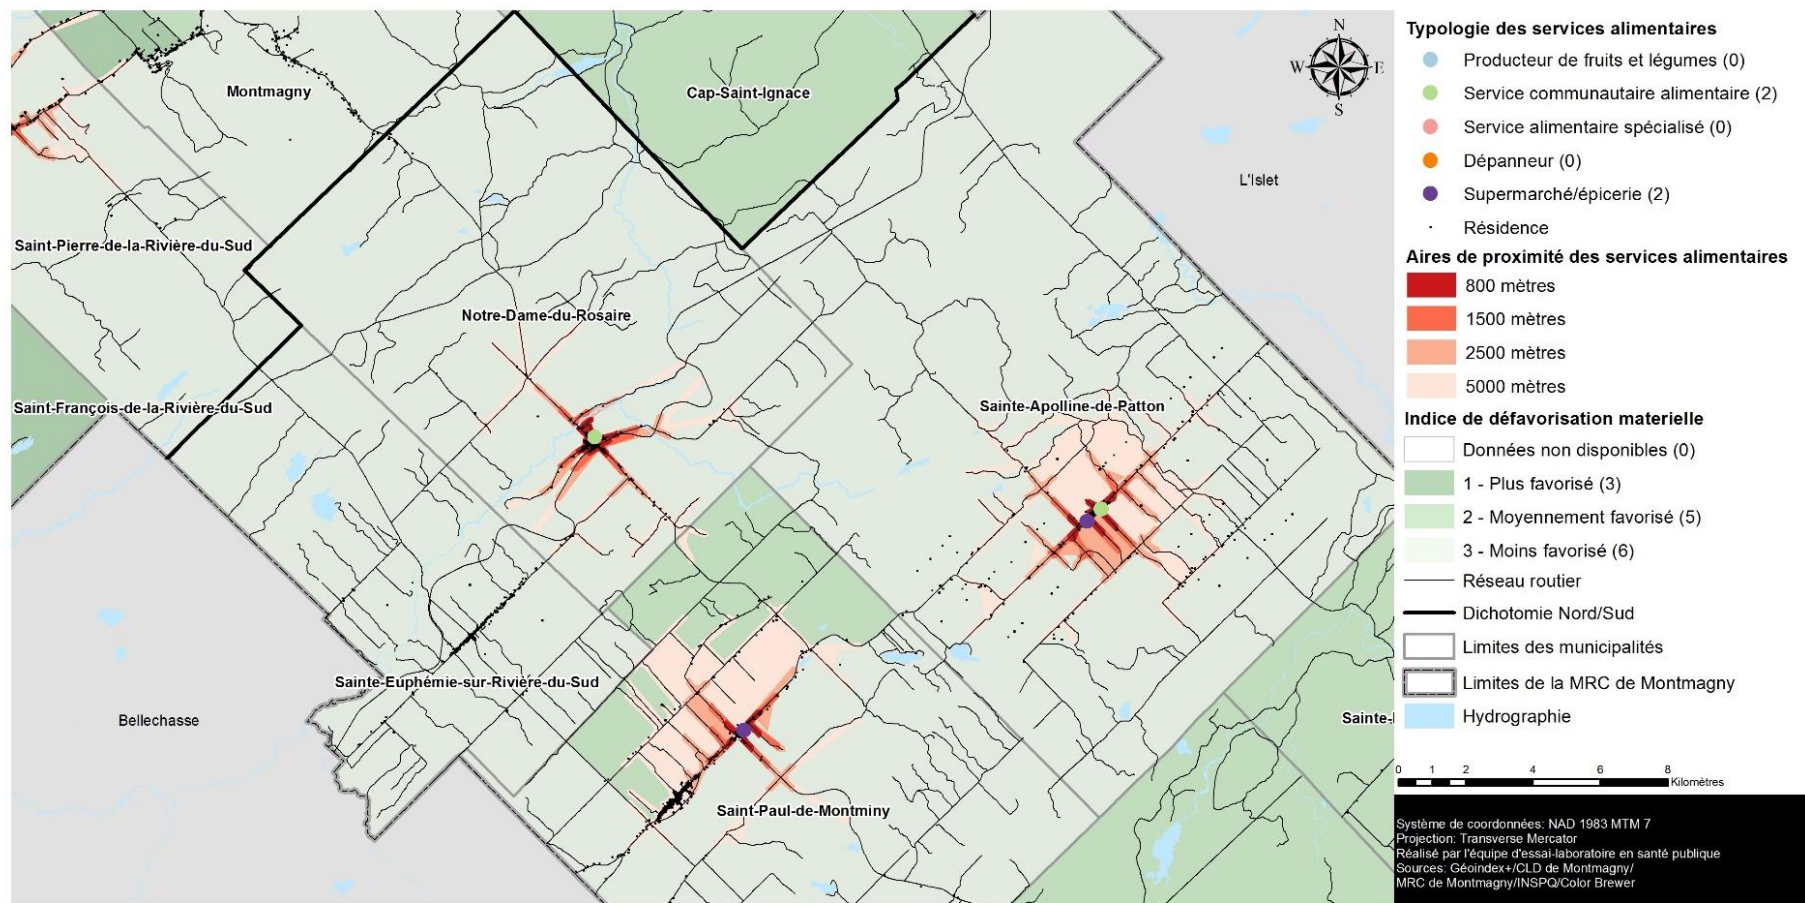 Montmagny
Cap-Saint-Ignace
L'Islet
Saint-Pierre-de-la-Rivière-du-Sud
Notre-Dame-du-Rosaire
Saint-François-de-la-Rivière-du-Sud
Sainte-Apolline-de-Patton
Sainte-Euphémie-sur-Rivière-du-Sud
Bellechasse
Sainte-
Saint-Paul-de-Montminy
N
W E
S
Typologie des services alimentaires
Producteur de fruits et légumes (0)
Service communautaire alimentaire (2)
Service alimentaire spécialisé (0)
Dépanneur (0)
Supermarché/épicerie (2)
Résidence
Aires de proximité des services alimentaires
800 mètres
1500 mètres
2500 mètres
5000 mètres
Indice de défavorisation materielle
Données non disponibles (0)
1 - Plus favorisé (3)
2 - Moyennement favorisé (5)
3 - Moins favorisé (6)
Réseau routier
Dichotomie Nord/Sud
Limites des municipalités
Limites de la MRC de Montmagny
Hydrographie
0 1 2 4 6 8
Kilomètres
Système de coordonnées: NAD 1983 MTM 7
Projection: Transverse Mercator
Réalisé par l'équipe d'essai-laboratoire en santé publique
Sources: Géoindex+/CLD de Montmagny/
MRC de Montmagny/INSPQ/Color Brewer